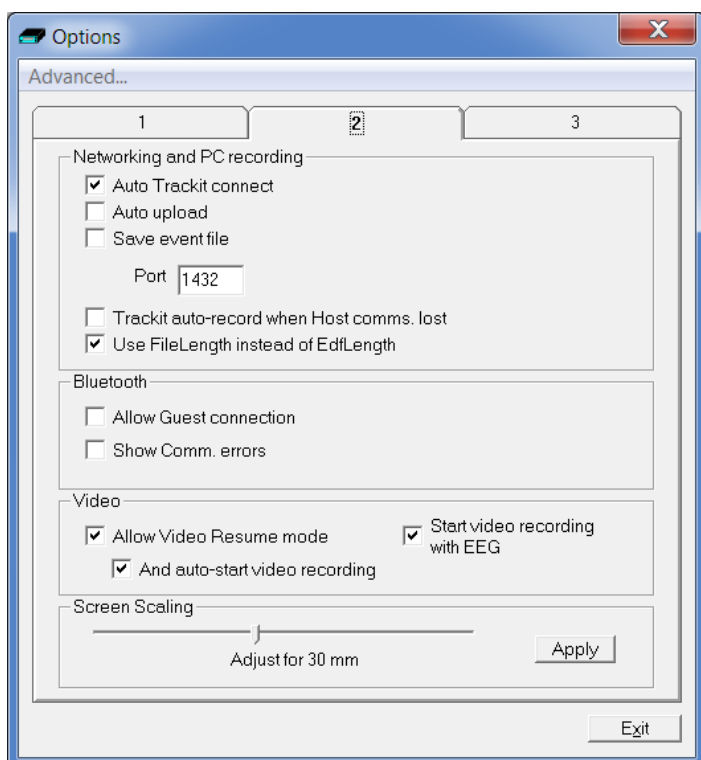 Options
Advanced...
1 2 3
Networking and PC recording
Auto Trackit connect
Auto upload
Save event file
Port 1432
Trackit auto-record when Host comms. lost
Use FileLength instead of EdfLength
Bluetooth
Allow Guest connection
Show Comm. errors
Video
Allow Video Resume mode
Start video recording
with EEG
And auto-start video recording
Screen Scaling
Adjust for 30 mm
Apply
Exit